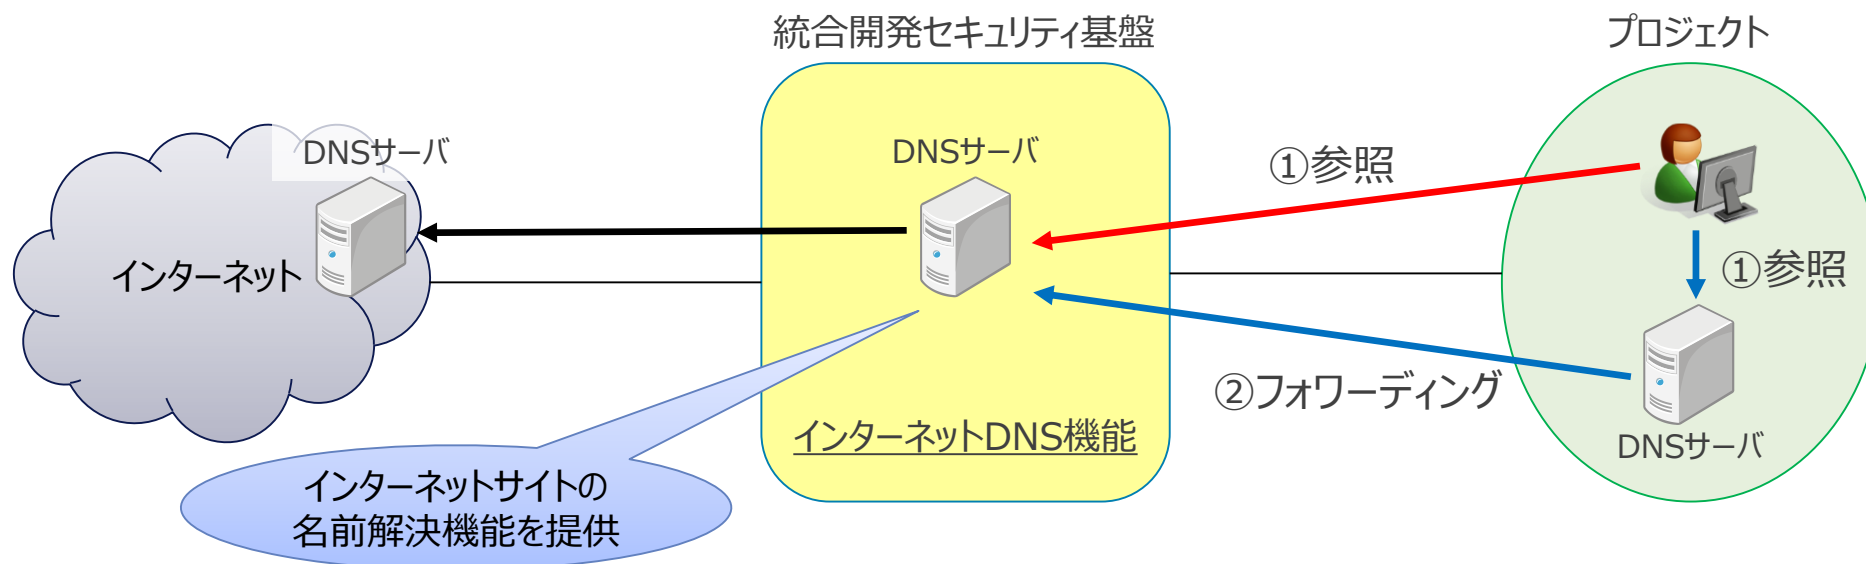 統合開発セキュリティ基盤
プロジェクト
DNSサーバ
DNSサーバ
①参照
インターネット
①参照
②フォワーディング
インターネットDNS機能
DNSサーバ
インターネットサイトの
名前解決機能を提供